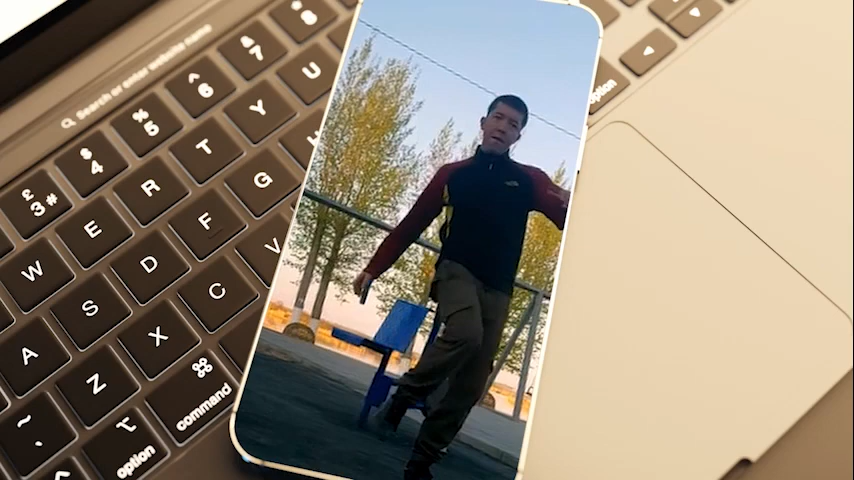 Search or enter website name
* 8
& 7
^ 6
% 5
$ 4
£ 3 #
U
Y
T
R
E
W
G
F
D
S
A
V
C
X
Z
~
⌘ command
⌥ option
^
option
◀